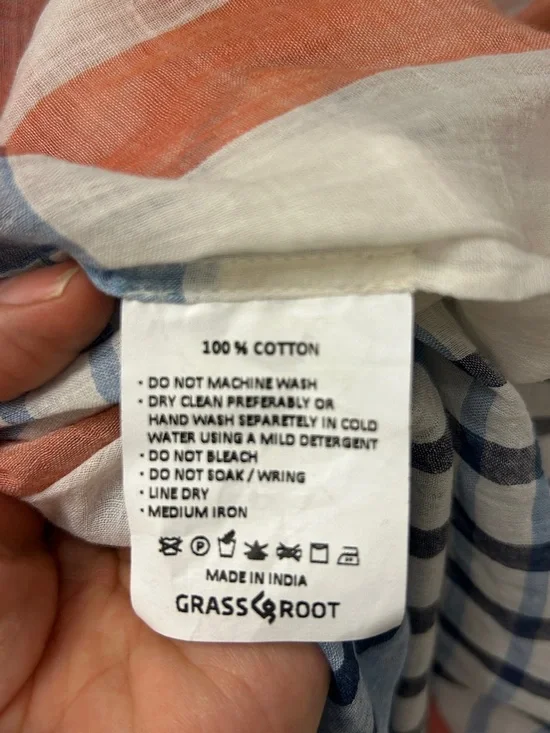 100 % COTTON
• DO NOT MACHINE WASH
• DRY CLEAN PREFERABLY OR
HAND WASH SEPARETELY IN COLD
WATER USING A MILD DETERGENT
• DO NOT BLEACH
• DO NOT SOAK / WRING
• LINE DRY
• MEDIUM IRON
P
MADE IN INDIA
GRASS ROOT